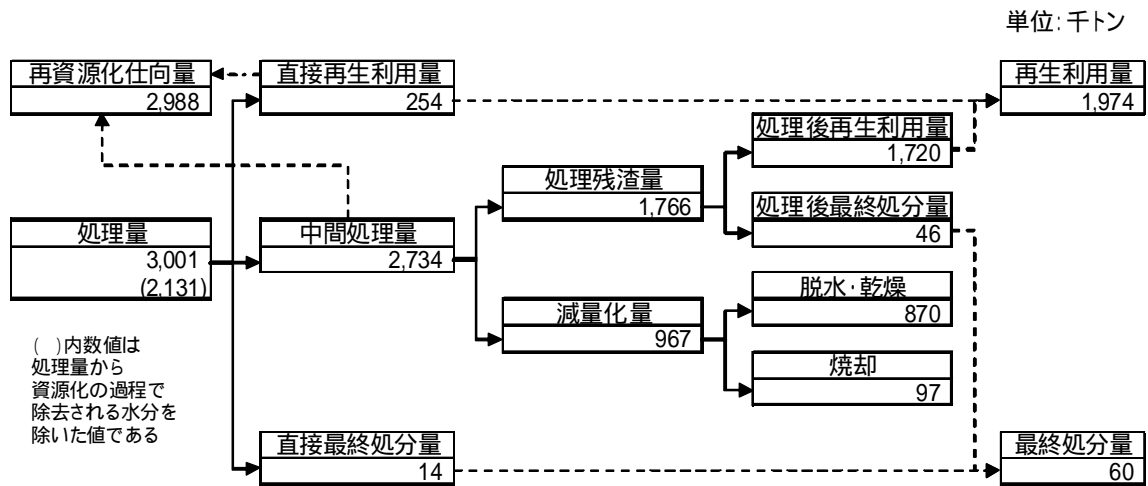 単位:千トン
再資源化仕向量
2,988
直接再生利用量
254
再生利用量
1,974
処理後再生利用量
1,720
処理残渣量
1,766
処理後最終処分量
46
処理量
3,001
(2,131)
中間処理量
2,734
脱水・乾燥
870
減量化量
967
焼却
97
( )内数値は
処理量から
資源化の過程で
除去される水分を
除いた値である
直接最終処分量
14
最終処分量
60